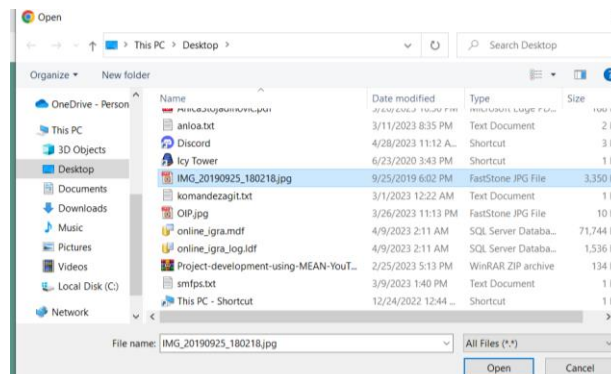 Open
This PC > Desktop >
Search Desktop
Organize
New folder
Name
Date modified
Type
Size
OneDrive - Person
This PC
3D Objects
Desktop
Documents
Downloads
Music
Pictures
Videos
Local Disk (C:)
Network
anloa.txt 3/11/2023 8:35 PM Text Document 2
Discord 4/28/2023 11:12 A... Shortcut 3
Icy Tower 6/23/2020 3:43 PM Shortcut 1
IMG_20190925_180218.jpg 9/25/2019 6:02 PM FastStone JPG File 3,350
komandezagit.txt 3/1/2023 12:22 AM Text Document 1
OIP.jpg 3/26/2023 11:13 PM FastStone JPG File 10
online_igra.mdf 4/9/2023 2:11 AM SQL Server Databa... 71,744
online_igra_log.ldf 4/9/2023 2:11 AM SQL Server Databa... 1,536
Project-development-using-MEAN-YouT... 2/25/2023 5:13 PM WinRAR ZIP archive 134
smfps.txt 3/9/2023 1:40 PM Text Document 1
This PC - Shortcut 12/24/2022 12:44 ... Shortcut 1
File name: IMG_20190925_180218.jpg
All Files (*.*)
Open
Cancel